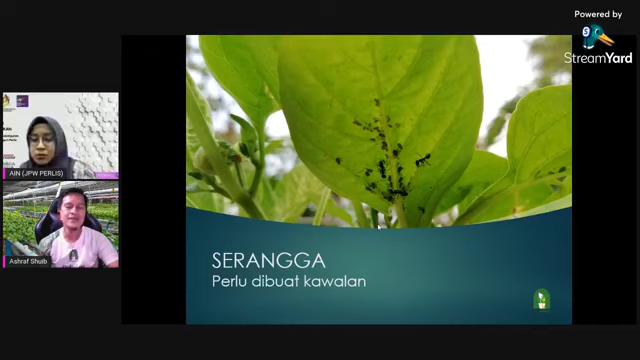 Powered by
StreamYard
AIN (JPW PERLIS)
Ashraf Shuib
SERANGGA
Perlu dibuat kawalan